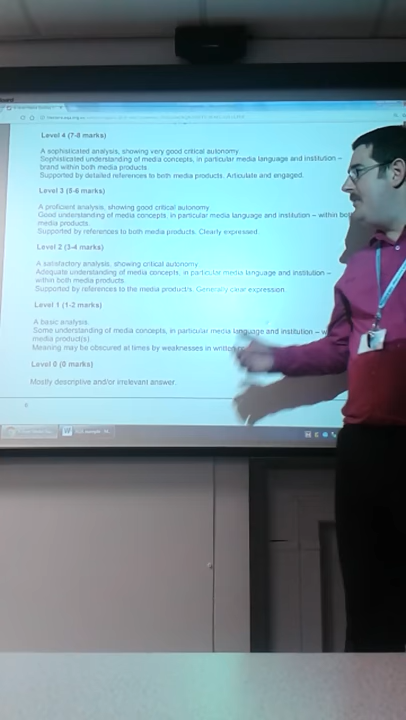 Level 4 (7-8 marks)
A sophisticated analysis, showing very good critical autonomy
Sophisticated understanding of media concepts, in particular media language and institution –
brand within both media products
Supported by detailed references to both media products. Articulate and engaged.
Level 3 (5-6 marks)
A proficient analysis, showing good critical autonomy.
Good understanding of media concepts, in particular media language and institution – within both
media products.
Supported by references to both media products. Clearly expressed.
Level 2 (3-4 marks)
A satisfactory analysis, showing critical autonomy
Adequate understanding of media concepts, in particular media language and institution –
within both media products
Supported by references to the media product/s. Generally clear expression.
Level 1 (1-2 marks)
A basic analysis.
Some understanding of media concepts, in particular media language and institution –
media product(s)
Meaning may be obscured at times by weaknesses in written
Level 0 (0 marks)
Mostly descriptive and/or irrelevant answer.